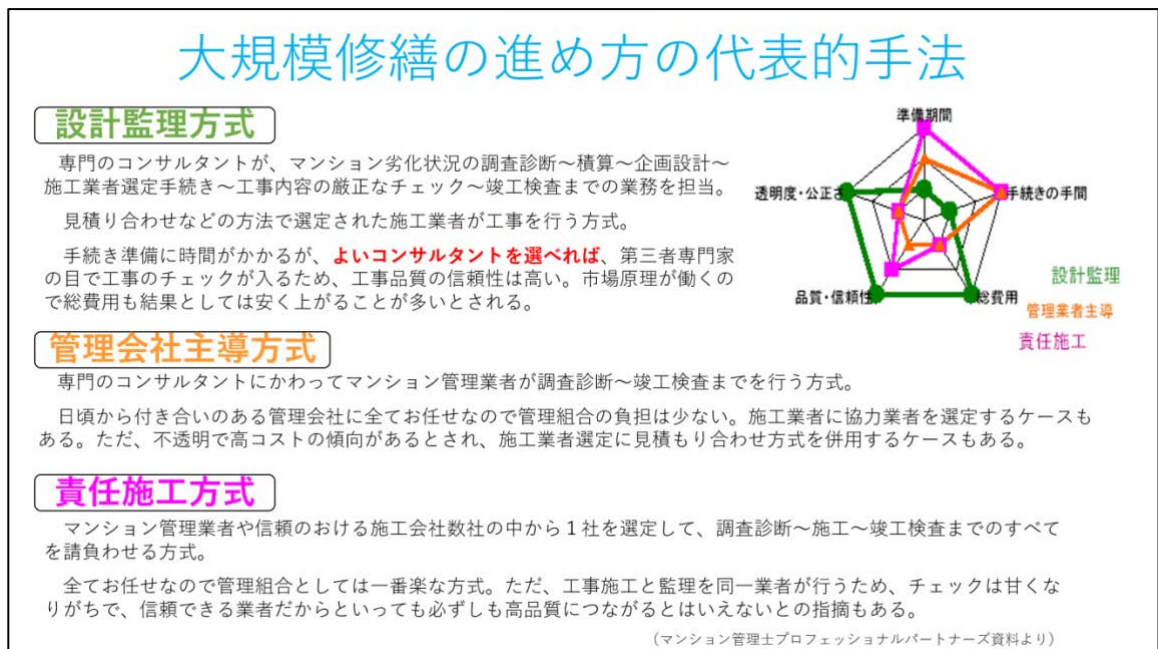 大規模修繕の進め方の代表的手法
設計監理方式
専門のコンサルタントが、マンション劣化状況の調査診断～積算～企画設計～
施工業者選定手続き～工事内容の厳正なチェック～竣工検査までの業務を担当。
見積り合わせなどの方法で選定された施工業者が工事を行う方式。
手続き準備に時間がかかるが、よいコンサルタントを選べれば、第三者専門家
の目で工事のチェックが入るため、工事品質の信頼性は高い。市場原理が働くの
で総費用も結果としては安く上がることが多いとされる。
準備期間
透明度・公正さ
手続きの手間
品質・信頼性
総費用
設計監理
管理業者主導
責任施工
管理会社主導方式
専門のコンサルタントにかわってマンション管理業者が調査診断～竣工検査までを行う方式。
日頃から付き合いのある管理会社に全てお任せなので管理組合の負担は少ない。施工業者に協力業者を選定するケースも
ある。ただ、不透明で高コストの傾向があるとされ、施工業者選定に見積もり合わせ方式を併用するケースもある。
責任施工方式
マンション管理業者や信頼のおける施工会社数社の中から１社を選定して、調査診断～施工～竣工検査までのすべて
を請負わせる方式。
全てお任せなので管理組合としては一番楽な方式。ただ、工事施工と監理を同一業者が行うため、チェックは甘くな
りがちで、信頼できる業者だからといっても必ずしも高品質につながるとはいえないとの指摘もある。
（マンション管理士プロフェッショナルパートナーズ資料より）